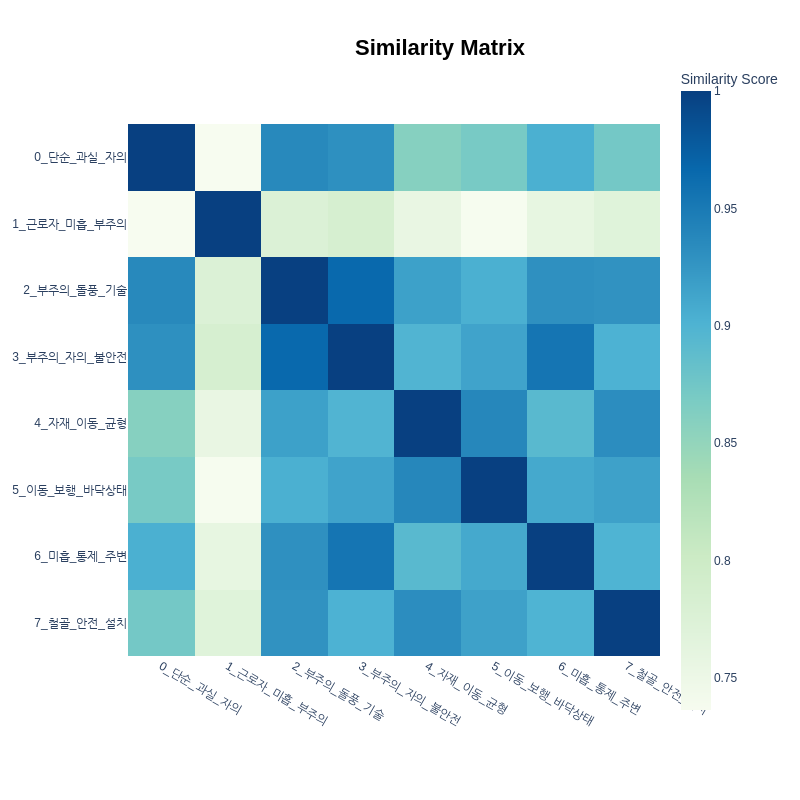 Similarity Matrix
Similarity Score
1
0.95
0.9
0.85
0.8
0.75
0_단순_과실_자의
1_근로자_미흡_부주의
2_부주의_돌풍_기술
3_부주의_자의_불안전
4_자재_이동_균형
5_이동_보행_바닥상태
6_미흡_통제_주변
7_철골_안전_설치
0_단순_과실_자의
1_근로자_미흡_부주의
2_부주의_돌풍_기술
3_부주의_자의_불안전
4_자재_이동_균형
5_이동_보행_바닥상태
6_미흡_통제_주변
7_철골_안전_